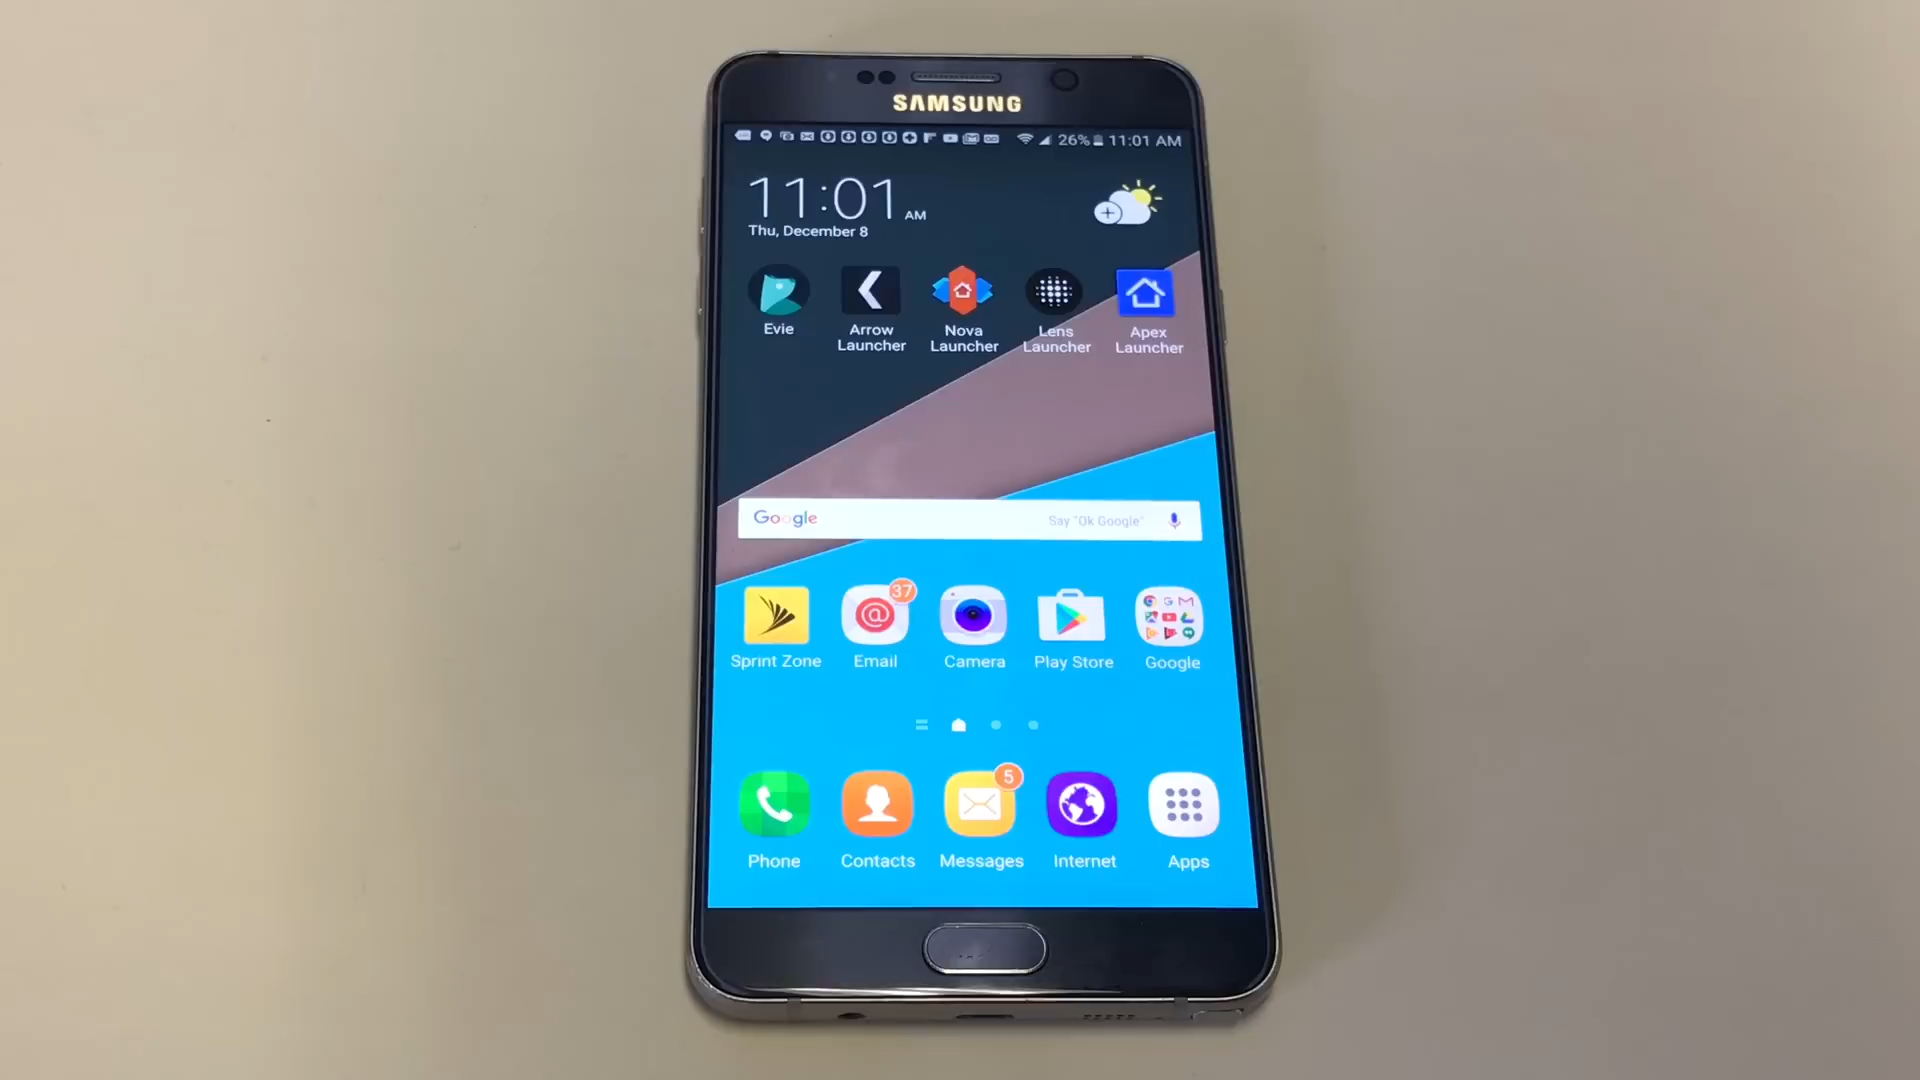 SAMSUNG
26% 11:01 AM
11:01 AM
Thu, December 8
Evie
Arrow Launcher
Nova Launcher
Lens Launcher
Apex Launcher
Google Say "Ok Google"
37
Sprint Zone Email Camera Play Store Google
5
Phone Contacts Messages Internet Apps